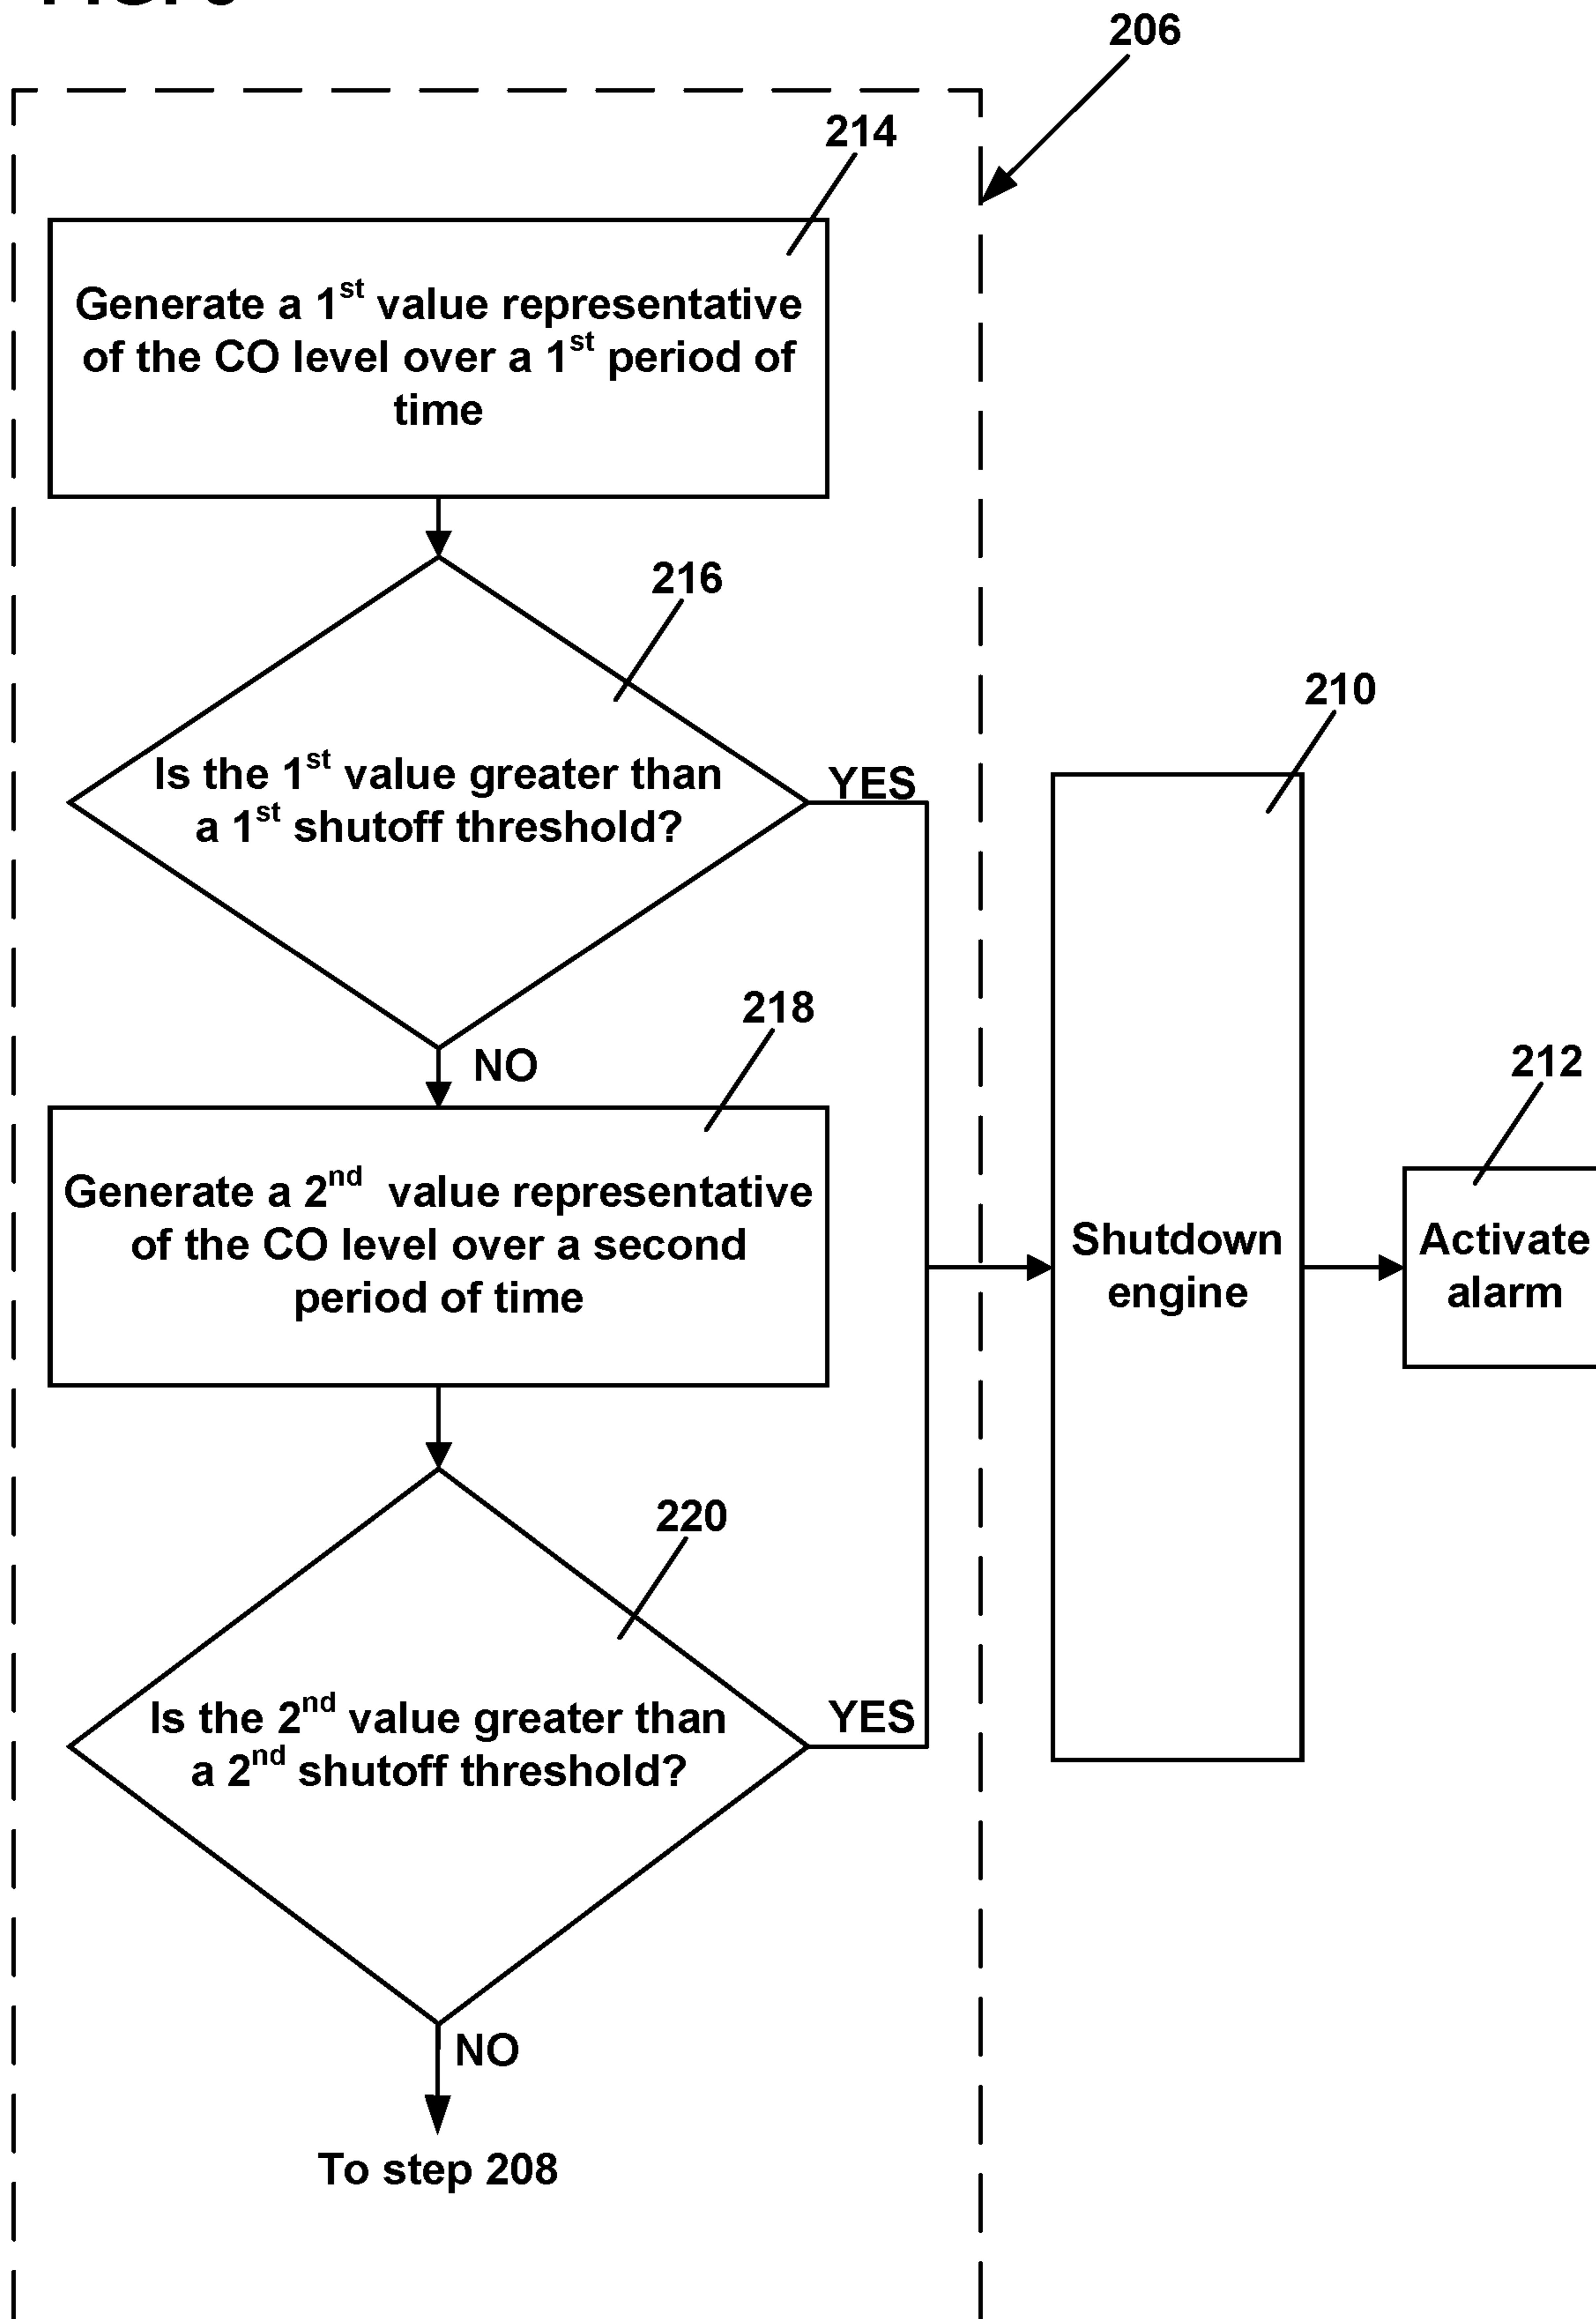 206
214
Generate a 1st value representative
of the CO level over a 1st period of
time
216
Is the 1st value greater than
a 1st shutoff threshold?
YES
210
NO
218
Generate a 2nd value representative
of the CO level over a second
period of time
212
Shutdown
engine
Activate
alarm
220
Is the 2nd value greater than
a 2nd shutoff threshold?
YES
NO
To step 208